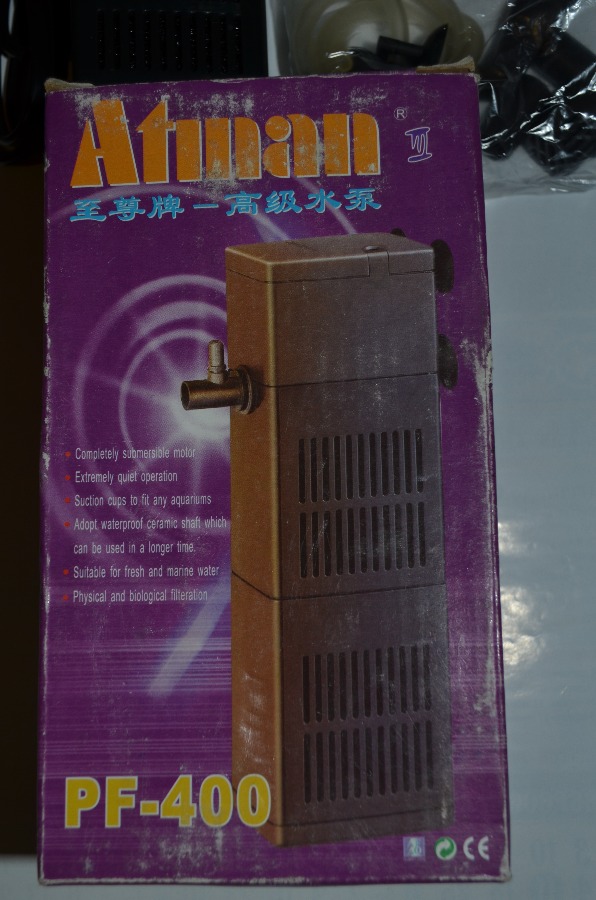 Atman®
至尊牌－高级水泵
• Completely submersible motor
• Extremely quiet operation
• Suction cups to fit any aquariums
• Adopt waterproof ceramic shaft which
can be used in a longer time.
• Suitable for fresh and marine water
• Physical and biological filteration
PF-400
CE